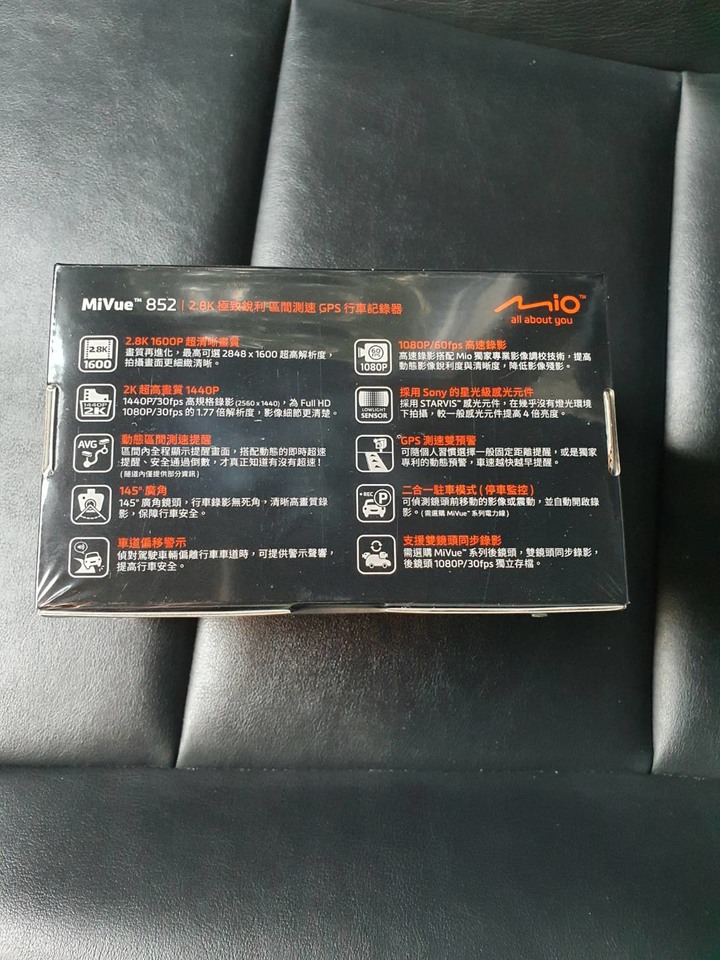 MiVue™ 852 | 2.8K 極致銳利 區間測速 GPS 行車記錄器
Mio™
all about you
2.8K
1600
2.8K 1600P 超清晰畫質
畫質再進化，最高可選 2848 x 1600 超高解析度，
拍攝畫面更細緻清晰。
1440P
2K
2K 超高畫質 1440P
1440P/30fps 高規格錄影 (2560 x 1440)，為 Full HD
1080P/30fps 的 1.77 倍解析度，影像細節更清楚。
AVG
動態區間測速提醒
區間內全程顯示提醒畫面，搭配動態的即時超速
提醒、安全通過倒數，才真正知道有沒有超速！
(隧道內僅提供部分資訊)
145° 廣角
145° 廣角鏡頭，行車錄影無死角，清晰高畫質錄
影，保障行車安全。
車道偏移警示
偵對駕駛車輛偏離行車車道時，可提供警示聲響，
提高行車安全。
60
1080P
1080P/60fps 高速錄影
高速錄影搭配 Mio 獨家專業影像調校技術，提高
動態影像銳利度與清晰度，降低影像殘影。
LOWLIGHT
SENSOR
採用 Sony 的星光級感光元件
採用 STARVIS™ 感光元件，在幾乎沒有燈光環境
下拍攝，較一般感光元件提高 4 倍亮度。
GPS 測速雙預警
可隨個人習慣選擇一般固定距離提醒，或是獨家
專利的動態預警，車速越快越早提醒。
REC
P
二合一駐車模式 (停車監控)
可偵測鏡頭前移動的影像或震動，並自動開啟錄
影。(需選購 MiVue™ 系列電力線)
支援雙鏡頭同步錄影
需選購 MiVue™ 系列後鏡頭，雙鏡頭同步錄影，
後鏡頭 1080P/30fps 獨立存檔。